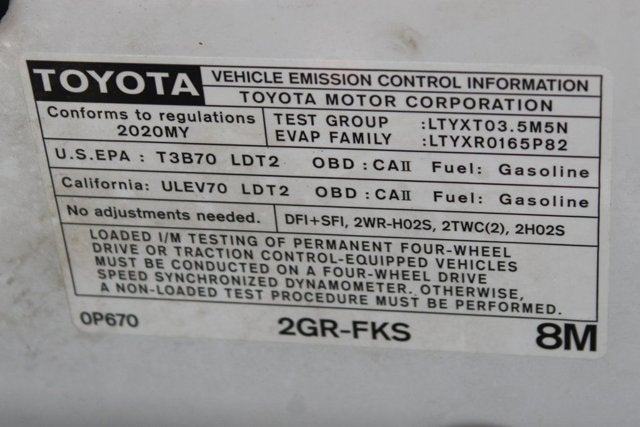 TOYOTA VEHICLE EMISSION CONTROL INFORMATION
TOYOTA MOTOR CORPORATION
Conforms to regulations
2020MY
TEST GROUP :LTYXT03.5M5N
EVAP FAMILY :LTYXR0165P82
U.S.EPA : T3B70 LDT2 OBD : CAII Fuel: Gasoline
California: ULEV70 LDT2 OBD : CAII Fuel: Gasoline
No adjustments needed. DFI+SFI, 2WR-H02S, 2TWC(2), 2H02S
LOADED I/M TESTING OF PERMANENT FOUR-WHEEL
DRIVE OR TRACTION CONTROL-EQUIPPED VEHICLES
MUST BE CONDUCTED ON A FOUR-WHEEL DRIVE
SPEED SYNCHRONIZED DYNAMOMETER. OTHERWISE,
A NON-LOADED TEST PROCEDURE MUST BE PERFORMED.
0P670 2GR-FKS 8M